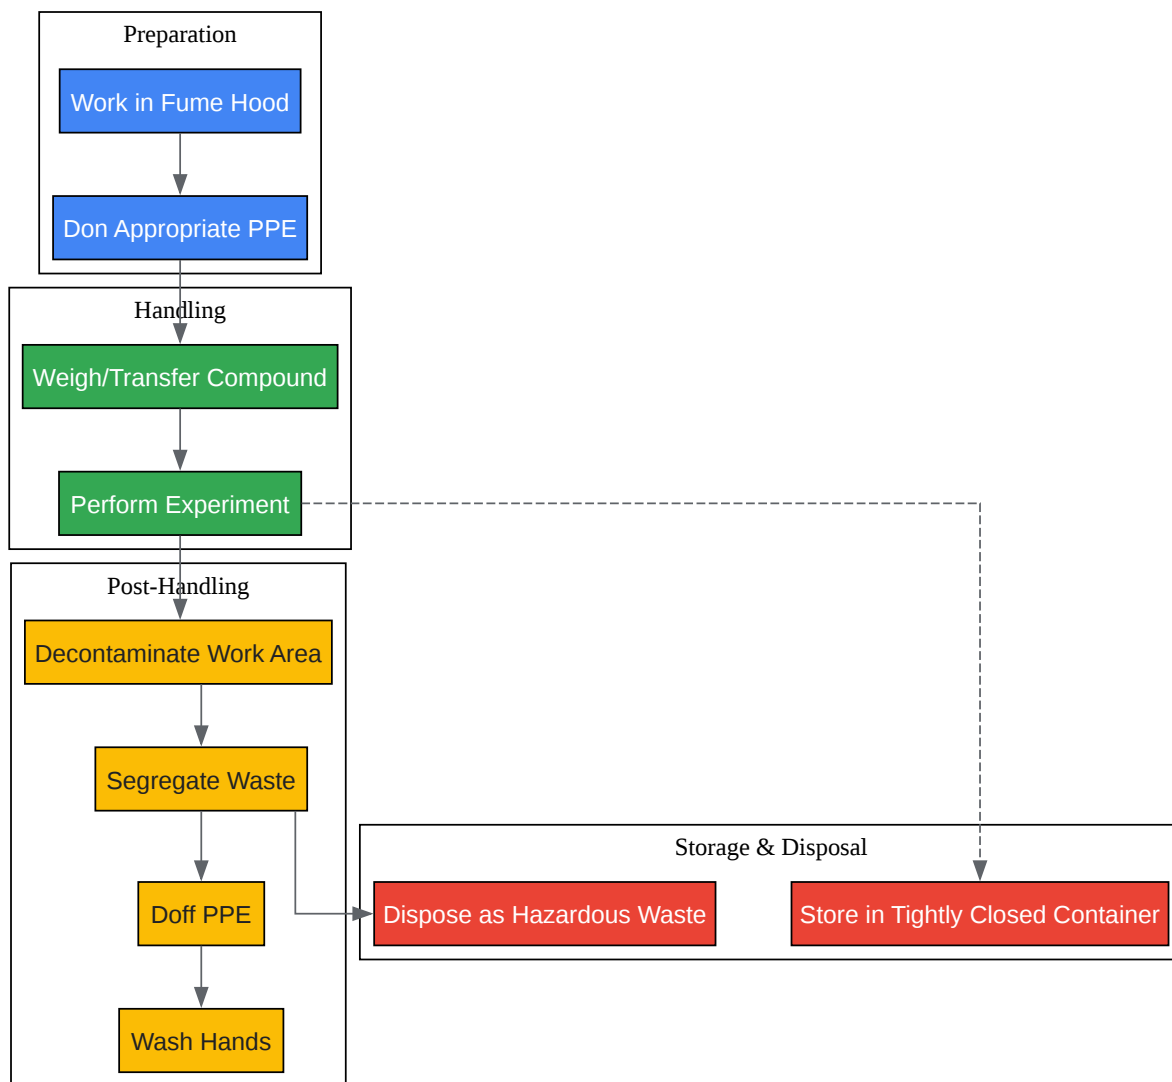 Preparation
Work in Fume Hood
Don Appropriate PPE
Handling
Weigh/Transfer Compound
Perform Experiment
Post-Handling
Decontaminate Work Area
Segregate Waste
Doff PPE
Wash Hands
Storage & Disposal
Dispose as Hazardous Waste
Store in Tightly Closed Container